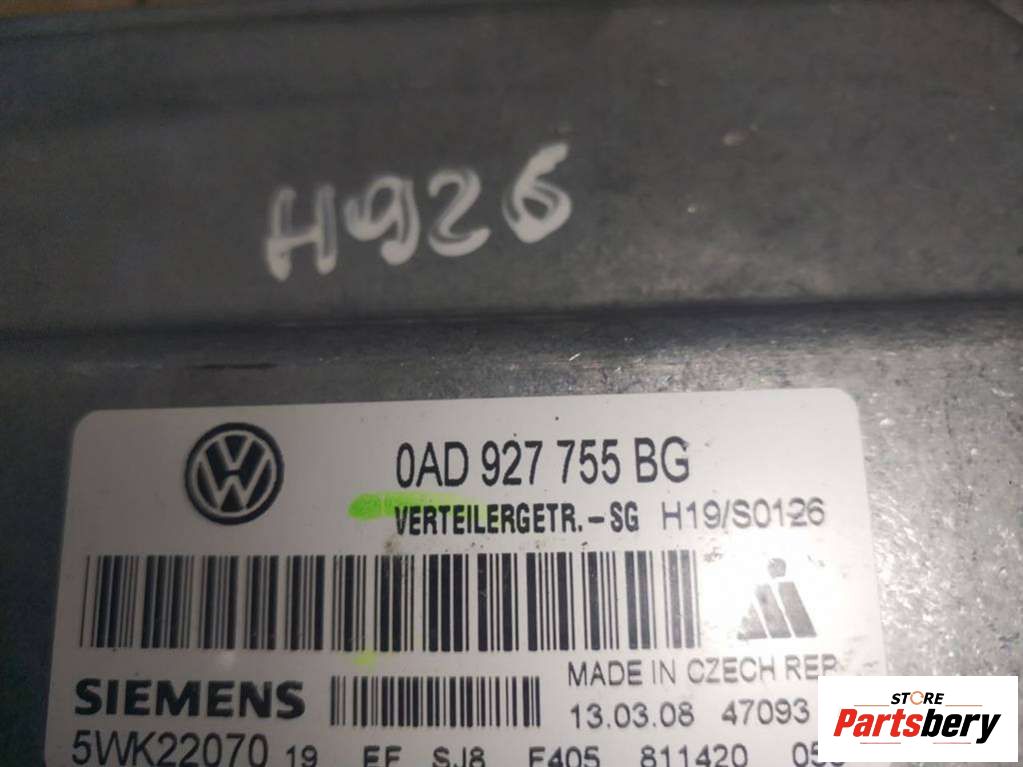 H926
0AD 927 755 BG
VERTEILERGETR.-SG H19/S0126
MADE IN CZECH REP
SIEMENS
13.03.08 47093
5WK22070 19 EF SJ8 F405 811420
STORE
Partsbery